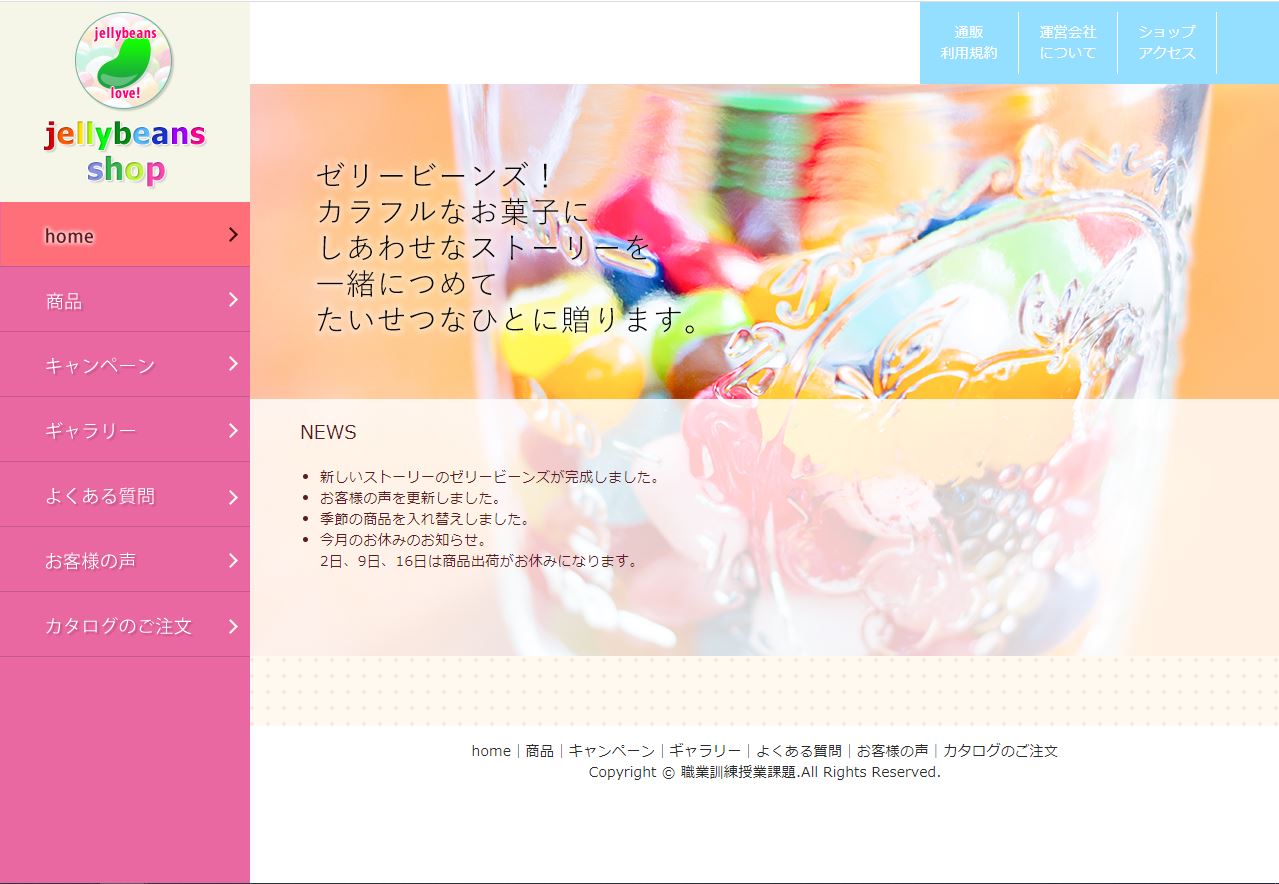 jellybeans
love!
jellybeans
shop
home
商品
キャンペーン
ギャラリー
よくある質問
お客様の声
カタログのご注文
通販
利用規約
運営会社
について
ショップ
アクセス
ゼリービーンズ！
カラフルなお菓子に
しあわせなストーリーを
一緒につめて
たいせつなひとに贈ります。
NEWS
• 新しいストーリーのゼリービーンズが完成しました。
• お客様の声を更新しました。
• 季節の商品を入れ替えしました。
• 今月のお休みのお知らせ。
2日、9日、16日は商品出荷がお休みになります。
home｜商品｜キャンペーン｜ギャラリー｜よくある質問｜お客様の声｜カタログのご注文
Copyright © 職業訓練授業課題.All Rights Reserved.